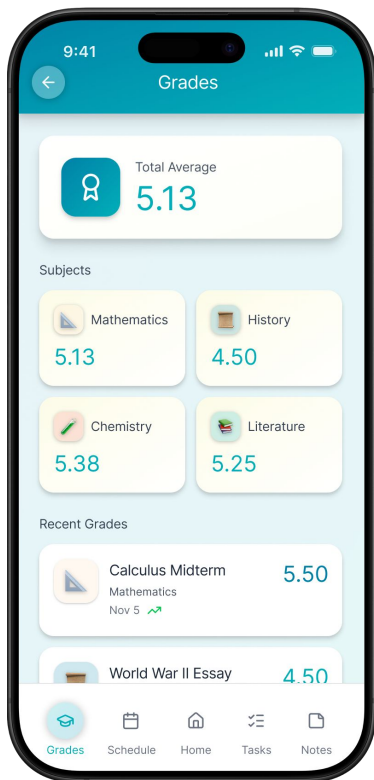 9:41
Grades
Total Average
5.13
Subjects
Mathematics
5.13
History
4.50
Chemistry
5.38
Literature
5.25
Recent Grades
Calculus Midterm
5.50
Mathematics
Nov 5
World War II Essay
4.50
Grades
Schedule
Home
Tasks
Notes